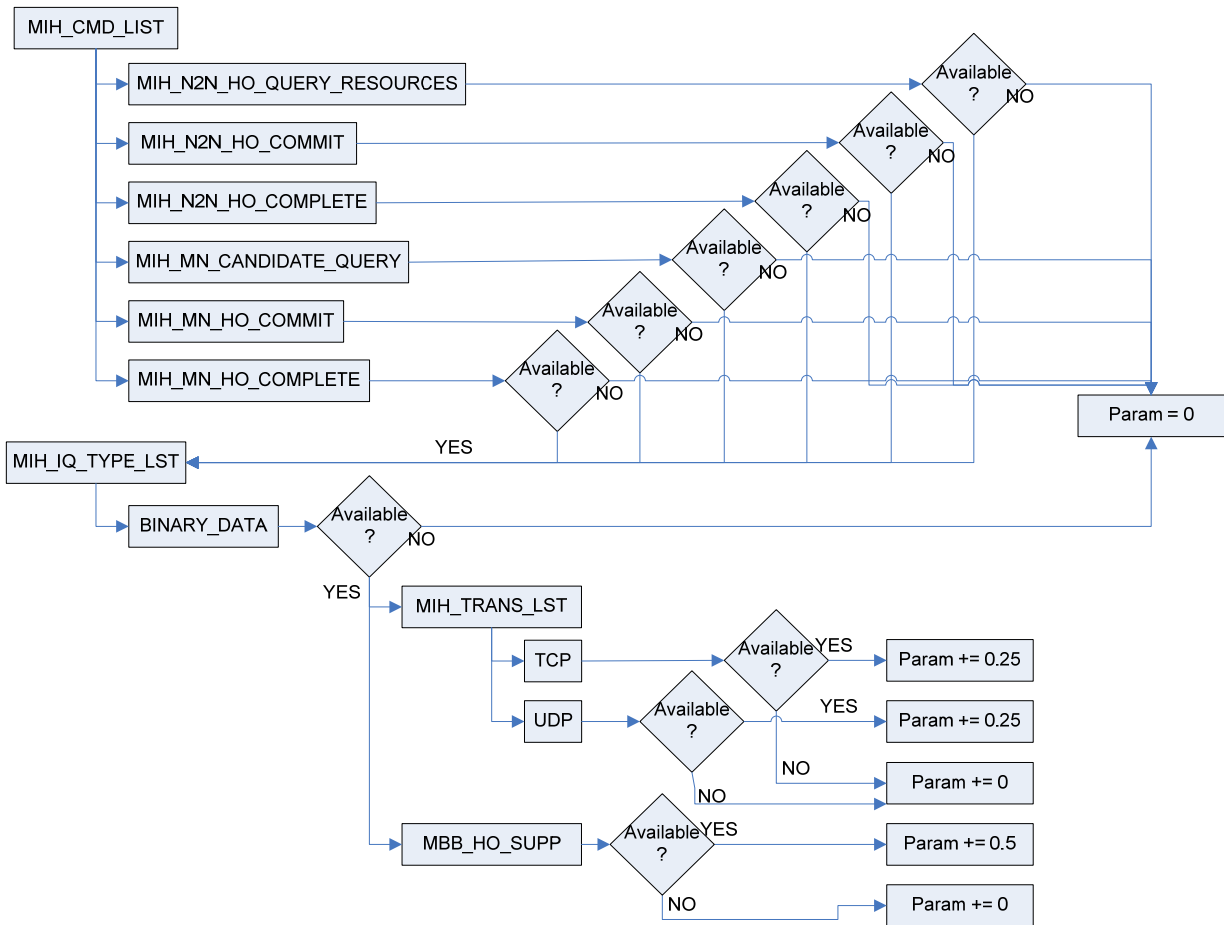 MIH_CMD_LIST
MIH_N2N_HO_QUERY_RESOURCES
Available
?
NO
MIH_N2N_HO_COMMIT
Available
?
NO
MIH_N2N_HO_COMPLETE
Available
?
NO
MIH_MN_CANDIDATE_QUERY
Available
?
NO
MIH_MN_HO_COMMIT
Available
?
NO
MIH_MN_HO_COMPLETE
Available
?
NO
Param = 0
YES
MIH_IQ_TYPE_LST
BINARY_DATA
Available
?
NO
YES
MIH_TRANS_LST
TCP
Available
?
YES
Param += 0.25
UDP
Available
?
YES
Param += 0.25
NO
Param += 0
NO
MBB_HO_SUPP
Available
?
YES
Param += 0.5
NO
Param += 0